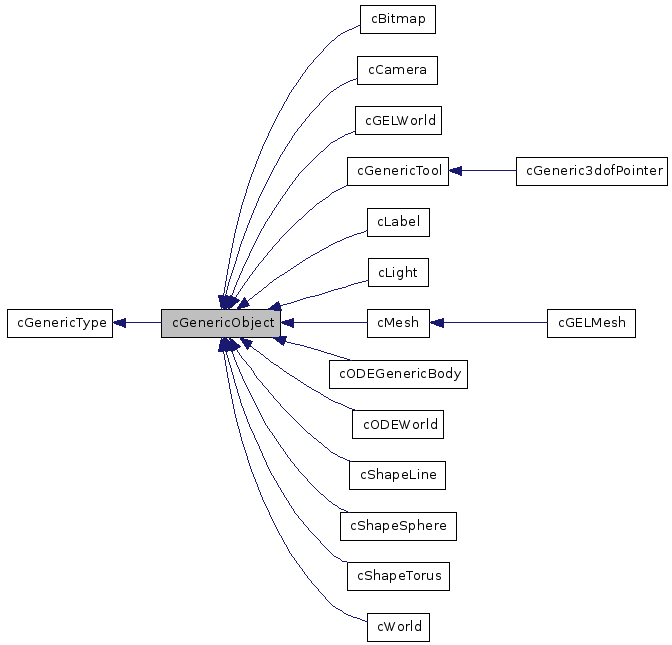 cBitmap
cCamera
cGELWorld
cGenericTool
cGeneric3dofPointer
cLabel
cLight
cGenericType
cGenericObject
cMesh
cGELMesh
cODEGenericBody
cODEWorld
cShapeLine
cShapeSphere
cShapeTorus
cWorld